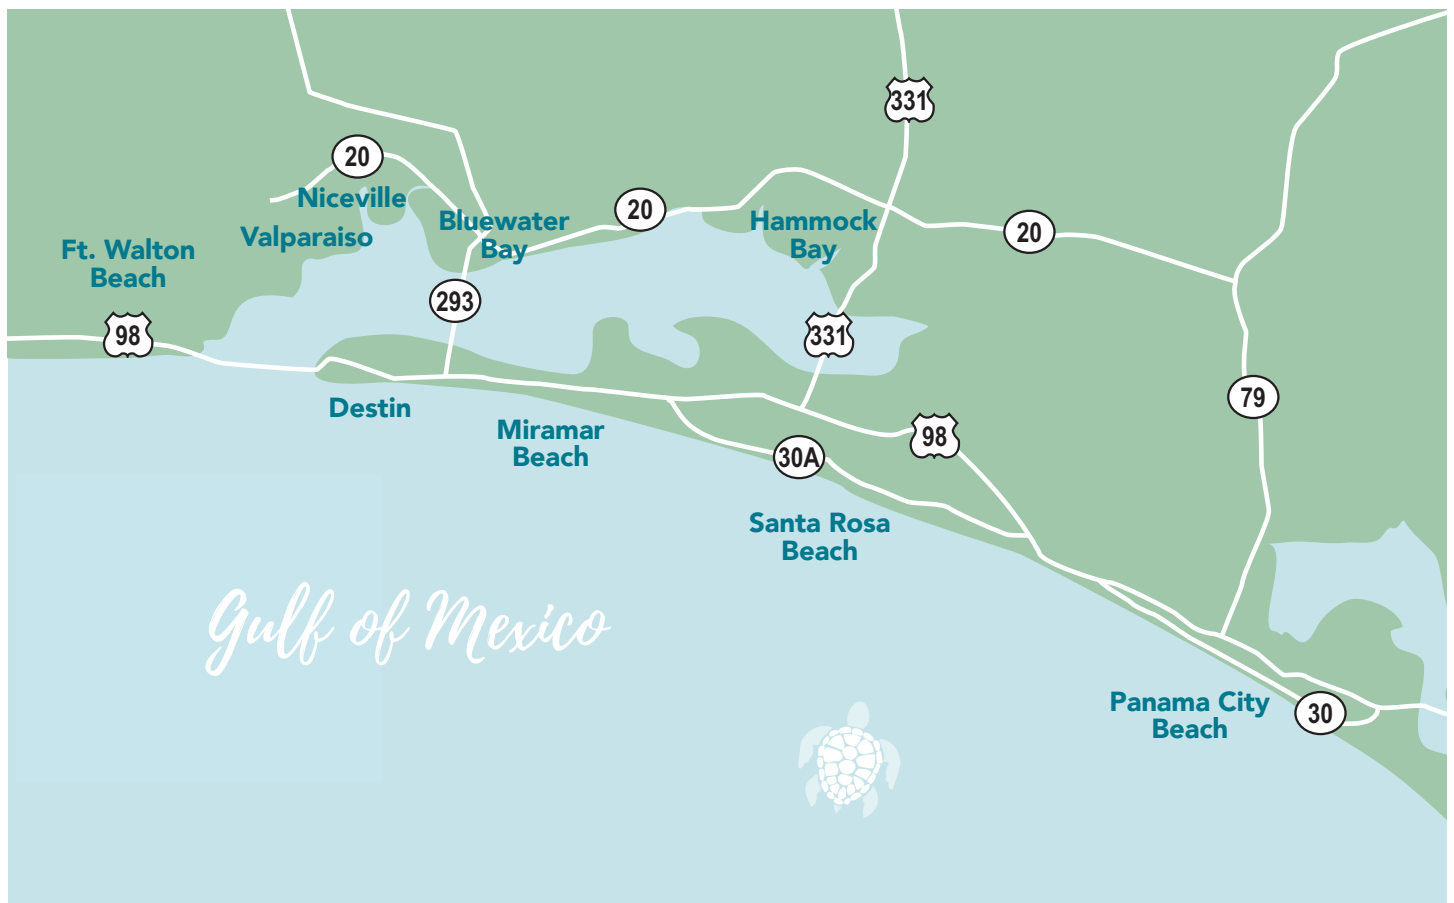 331
20
Niceville
20
Bluewater
Bay
Hammock
Bay
20
Valparaiso
Ft. Walton
Beach
293
98
331
79
Destin
Miramar
Beach
98
30A
Santa Rosa
Beach
Gulf of Mexico
Panama City
Beach
30